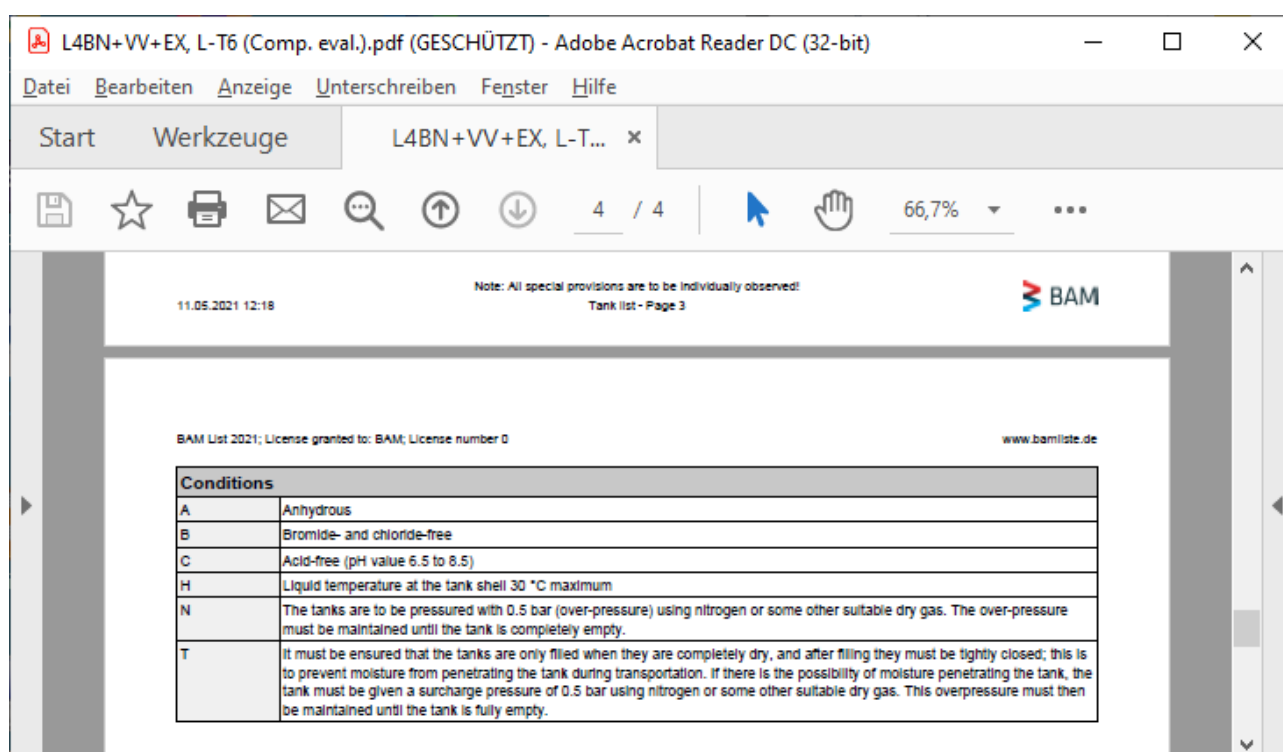 L4BN+VV+EX, L-T6 (Comp. eval.).pdf (GESCHÜTZT) - Adobe Acrobat Reader DC (32-bit)
Datei Bearbeiten Anzeige Unterschreiben Fenster Hilfe
Start Werkzeuge L4BN+VV+EX, L-T... ×
4 / 4 66,7%
Note: All special provisions are to be individually observed!
11.05.2021 12:18 Tank list - Page 3 BAM
BAM List 2021; License granted to: BAM; License number 0 www.bamliste.de
Conditions
A Anhydrous
B Bromide- and chloride-free
C Acid-free (pH value 6.5 to 8.5)
H Liquid temperature at the tank shell 30 °C maximum
N The tanks are to be pressured with 0.5 bar (over-pressure) using nitrogen or some other suitable dry gas. The over-pressure
must be maintained until the tank is completely empty.
T It must be ensured that the tanks are only filled when they are completely dry, and after filling they must be tightly closed; this is
to prevent moisture from penetrating the tank during transportation. If there is the possibility of moisture penetrating the tank, the
tank must be given a surcharge pressure of 0.5 bar using nitrogen or some other suitable dry gas. This overpressure must then
be maintained until the tank is fully empty.